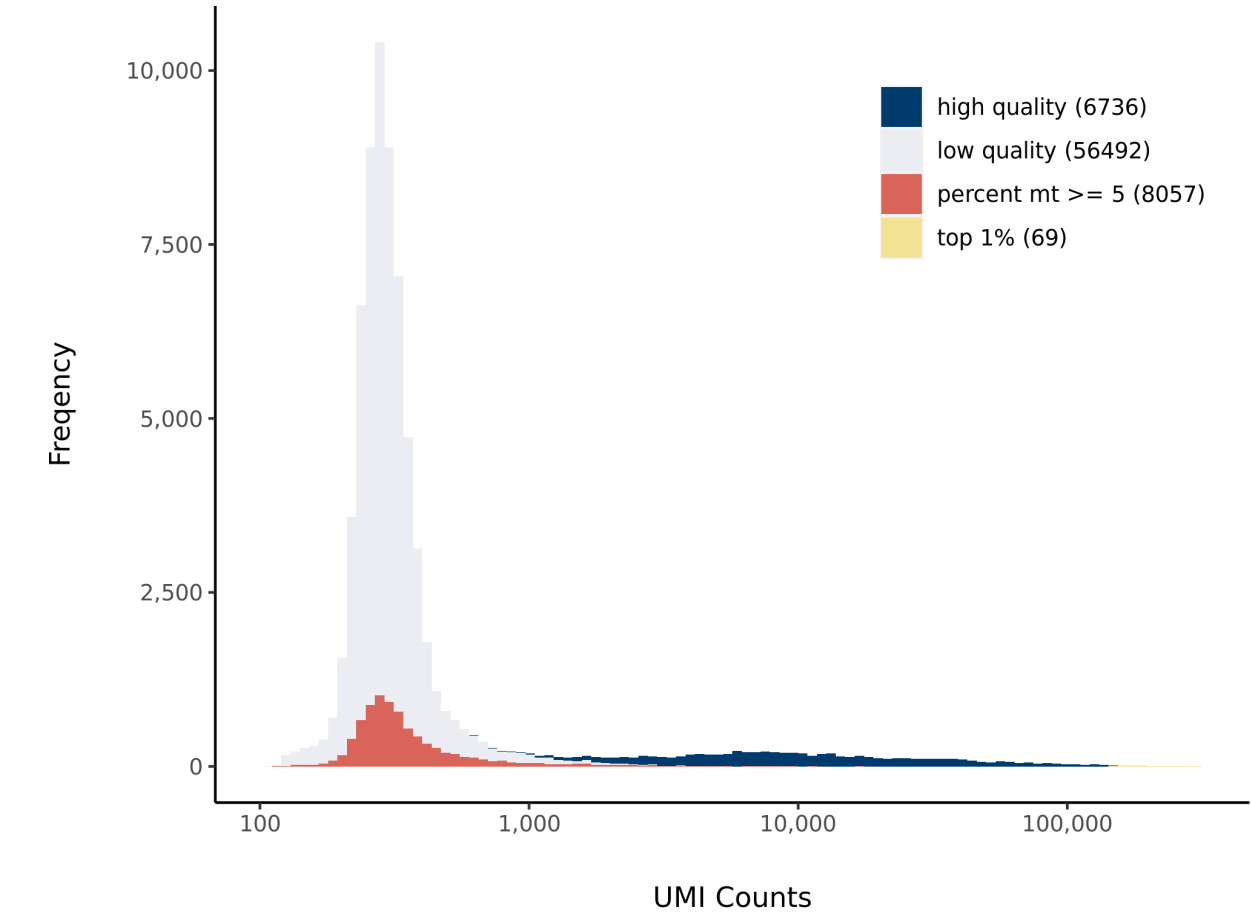 10,000
7,500
5,000
2,500
0
Freqency
high quality (6736)
low quality (56492)
percent mt >= 5 (8057)
top 1% (69)
100
1,000
10,000
100,000
UMI Counts